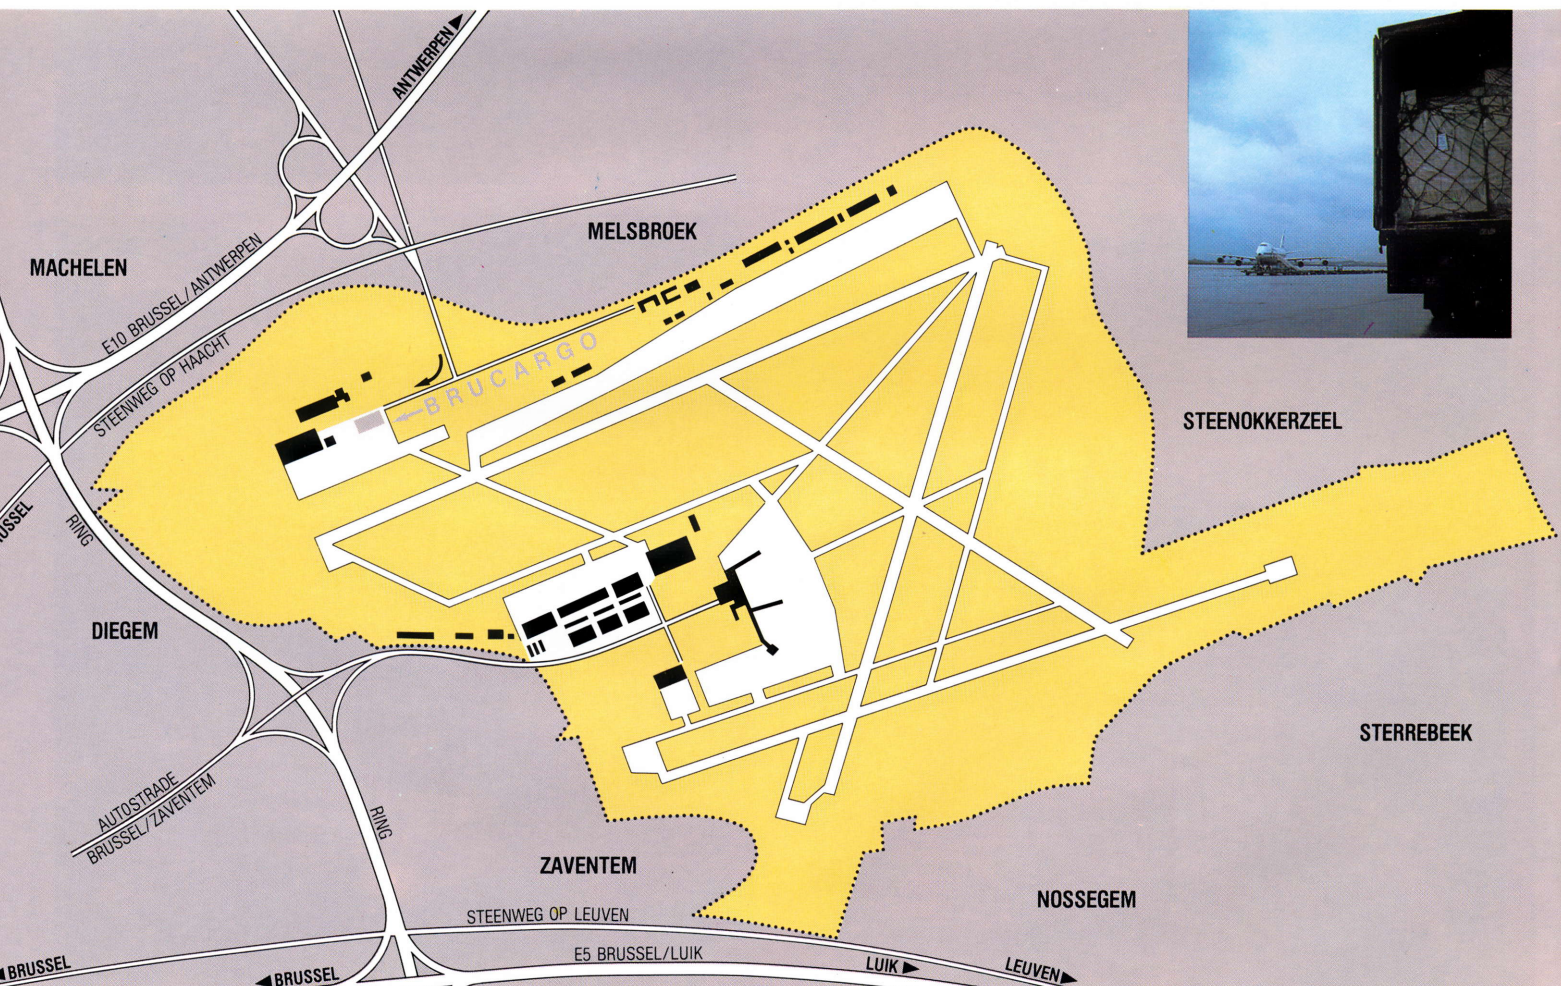 ANTWERPEN
MELSBROEK
MACHELEN
E10 BRUSSEL/ANTWERPEN
STEENWEG OP HAACHT
BRUCARGO
STEENOKKERZEEL
RING
DIEGEM
STERREBEEK
AUTOSTRADE
BRUSSEL/ZAVENTEM
RING
ZAVENTEM
NOSSEGEM
STEENWEG OP LEUVEN
E5 BRUSSEL/LUIK
BRUSSEL
BRUSSEL
LUIK
LEUVEN